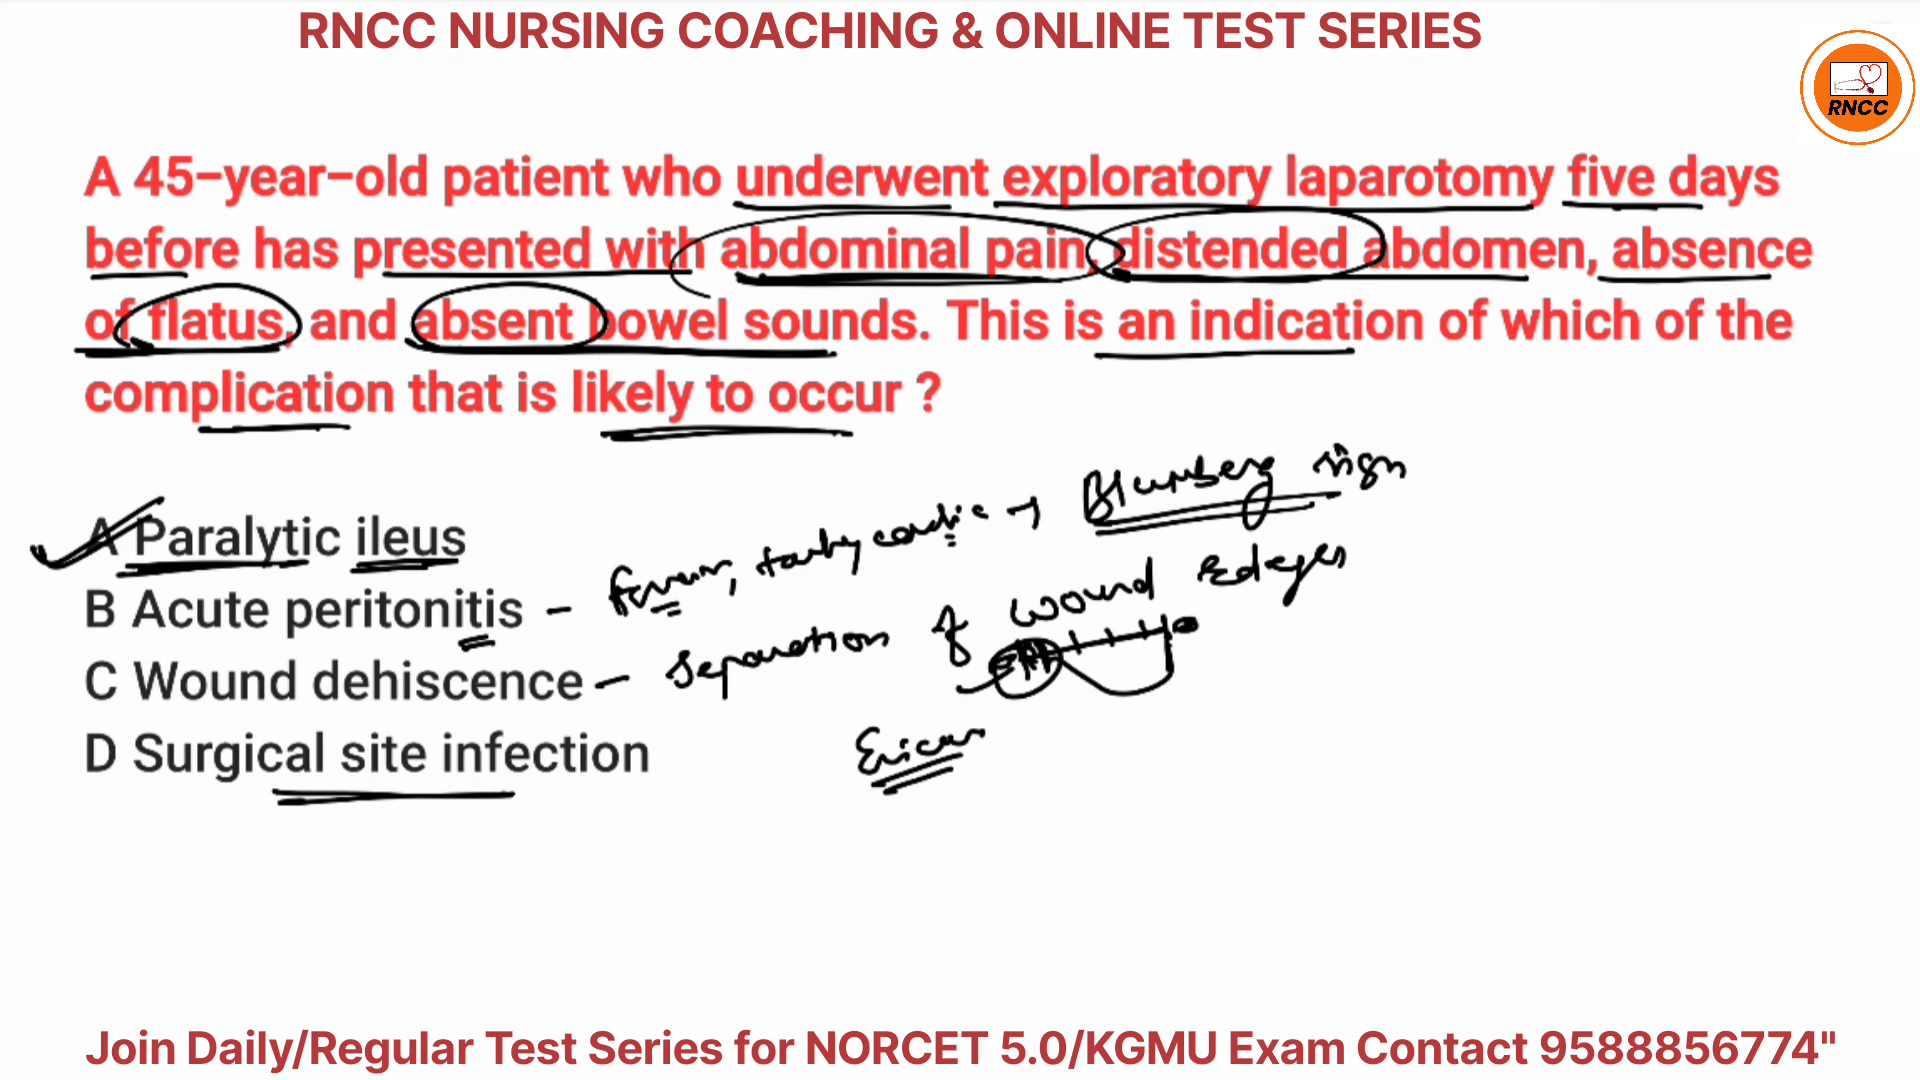 RNCC NURSING COACHING & ONLINE TEST SERIES
RNCC
A 45-year-old patient who underwent exploratory laparotomy five days
before has presented with abdominal pain, distended abdomen, absence
of flatus, and absent bowel sounds. This is an indication of which of the
complication that is likely to occur ?
A Paralytic ileus
B Acute peritonitis – tachycardia → Blumberg sign
C Wound dehiscence – separation of wound edges
D Surgical site infection
Join Daily/Regular Test Series for NORCET 5.0/KGMU Exam Contact 9588856774"